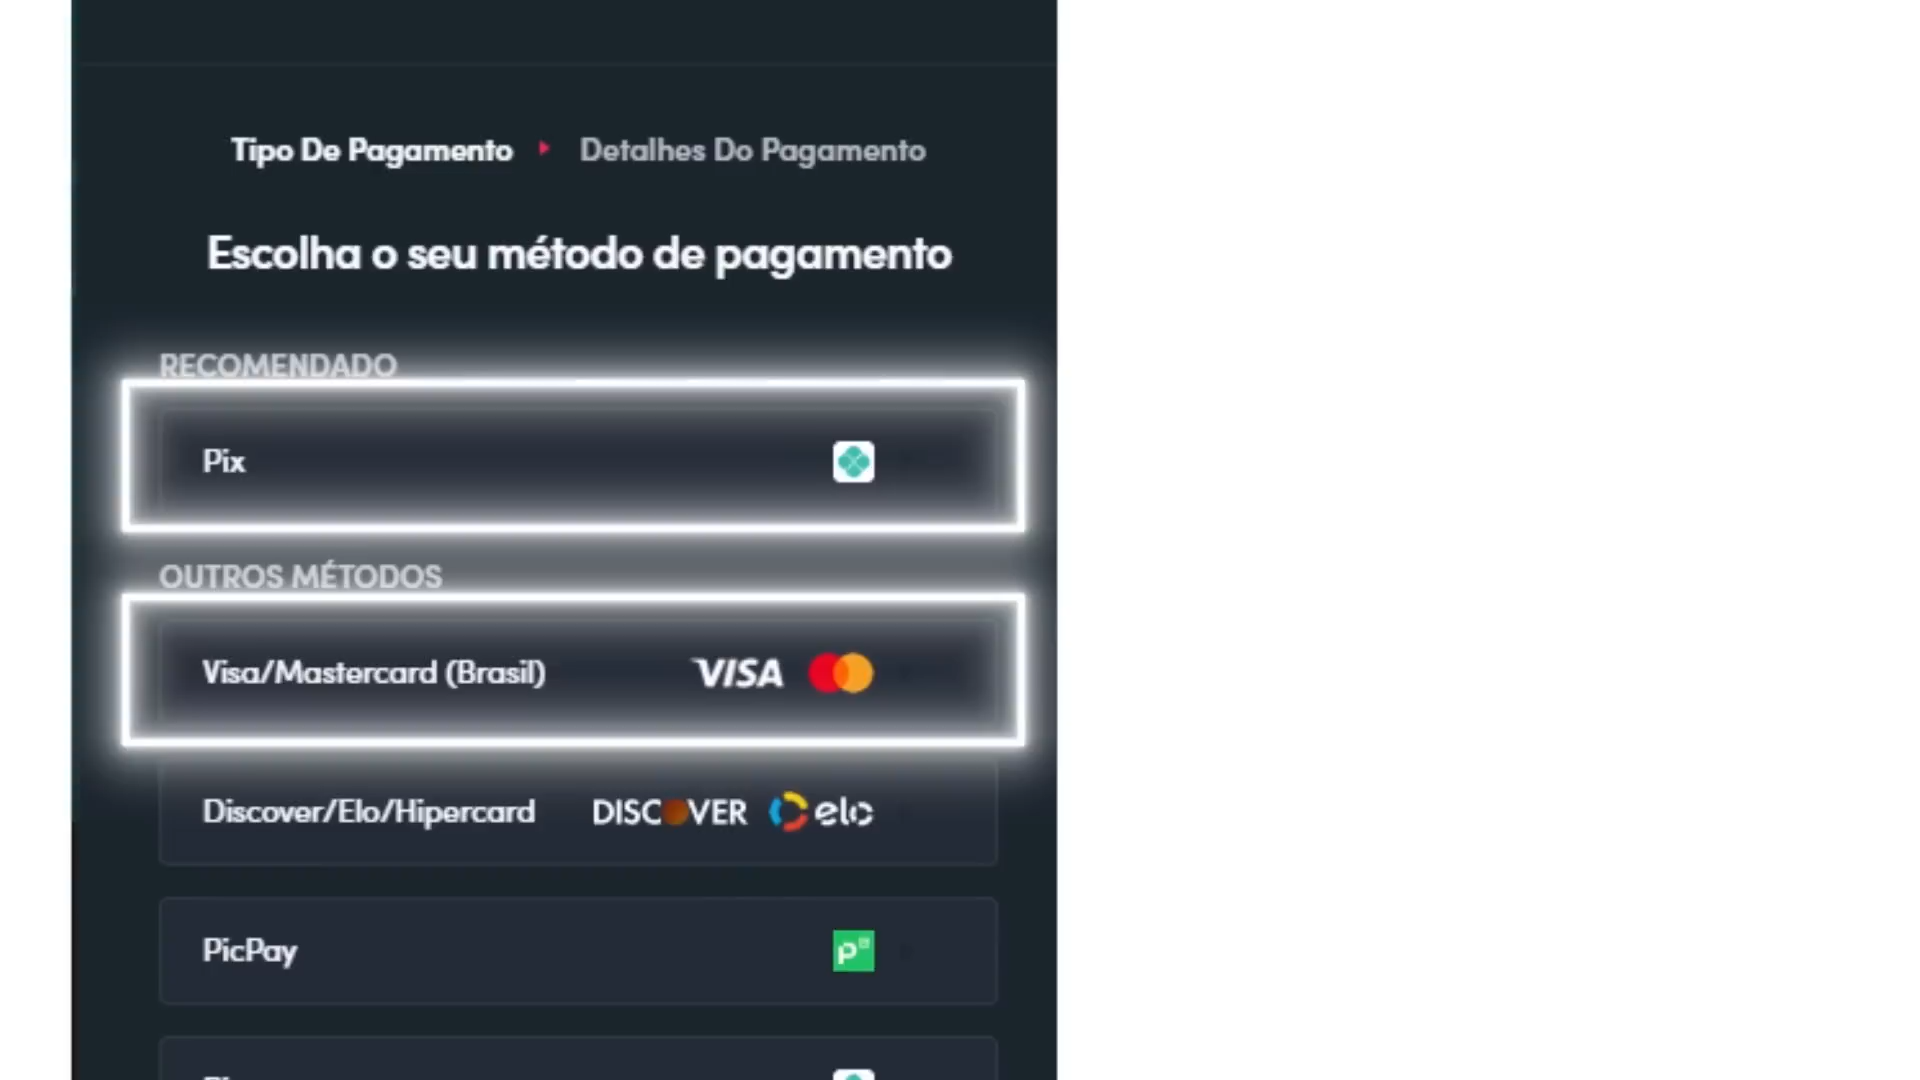 Tipo De Pagamento Detalhes Do Pagamento
Escolha o seu método de pagamento
RECOMENDADO
Pix
OUTROS MÉTODOS
Visa/Mastercard (Brasil) VISA
Discover/Elo/Hipercard DISCOVER elo
PicPay